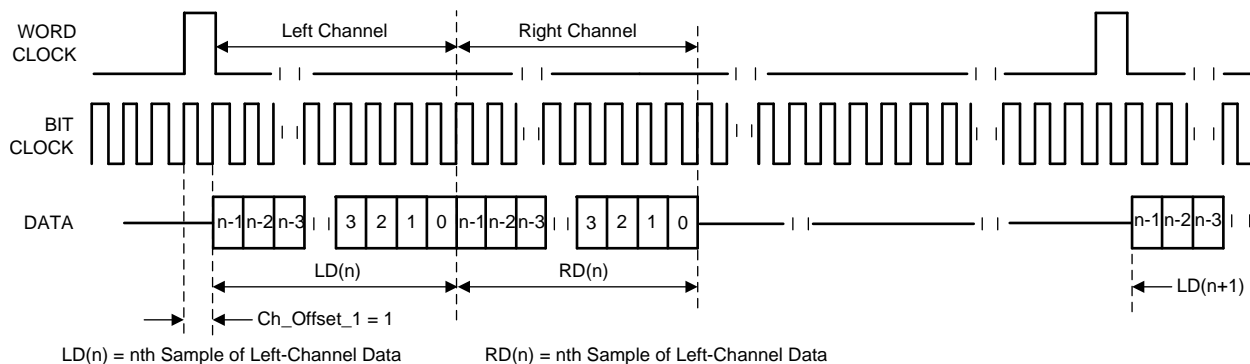 WORD
CLOCK
Left Channel
Right Channel
BIT
CLOCK
DATA
n-1 n-2 n-3 3 2 1 0 n-1 n-2 n-3 3 2 1 0 n-1 n-2 n-3
LD(n)
RD(n)
LD(n+1)
Ch_Offset_1 = 1
LD(n) = nth Sample of Left-Channel Data
RD(n) = nth Sample of Left-Channel Data